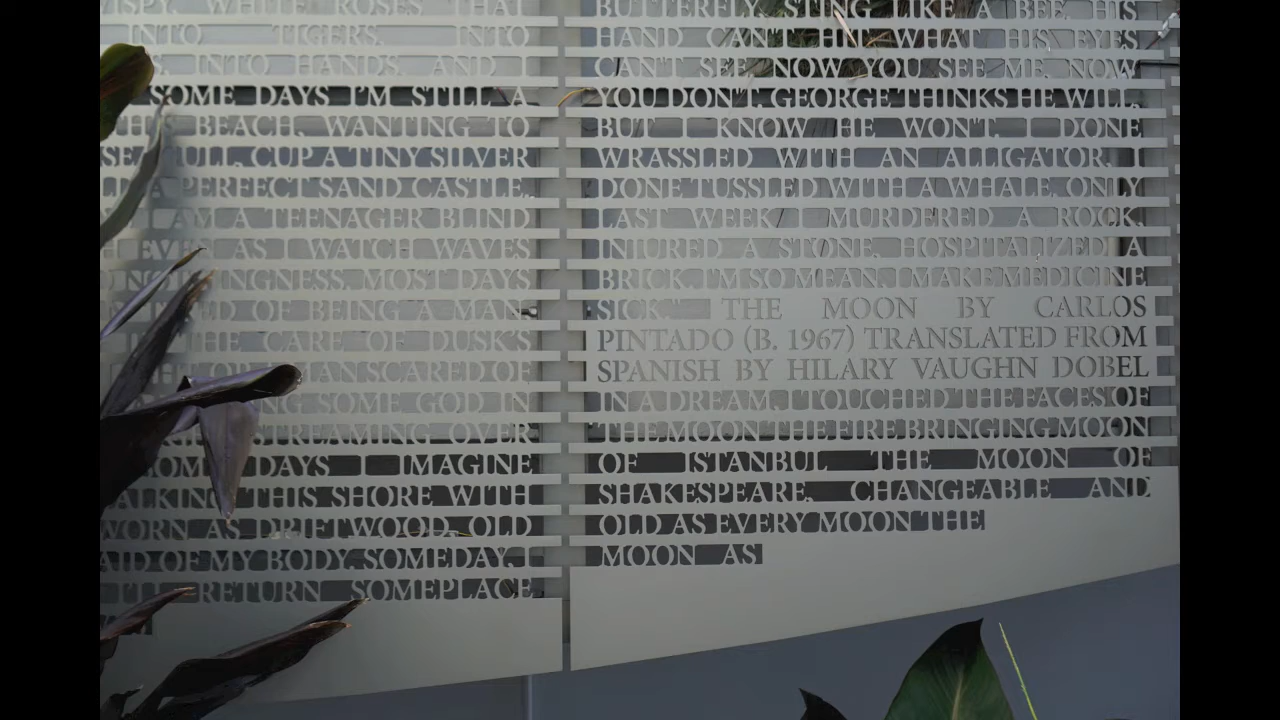 WHITE ROSES THAT
INTO TIGERS, INTO
INTO HANDS, AND I
SOME DAYS I'M STILL A
BEACH, WANTING TO
CUP A TINY SILVER
A PERFECT SAND CASTLE.
I AM A TEENAGER BLIND
AS I WATCH WAVES
MOST DAYS
OF BEING A MAN,
THE CARE OF DUSK'S
SCARED OF
SOME GOD IN
STREAMING OVER
DAYS I IMAGINE
THIS SHORE WITH
WORN AS DRIFTWOOD, OLD
OF MY BODY. SOMEDAY, I
RETURN SOMEPLACE
BUTTERFLY, STING LIKE A BEE. HIS
HAND CAN'T HIT WHAT HIS EYES
CAN'T SEE. NOW YOU SEE ME, NOW
YOU DON'T. GEORGE THINKS HE WILL,
BUT I KNOW HE WON'T. I DONE
WRASSLED WITH AN ALLIGATOR, I
DONE TUSSLED WITH A WHALE. ONLY
LAST WEEK I MURDERED A ROCK,
INJURED A STONE, HOSPITALIZED A
BRICK. I'M SO MEAN, I MAKE MEDICINE
SICK. THE MOON BY CARLOS
PINTADO (B. 1967) TRANSLATED FROM
SPANISH BY HILARY VAUGHN DOBEL
IN A DREAM, I TOUCHED THE FACES OF
THE MOON THE FIRE BRINGING MOON
OF ISTANBUL THE MOON OF
SHAKESPEARE, CHANGEABLE AND
OLD AS EVERY MOON THE
MOON AS